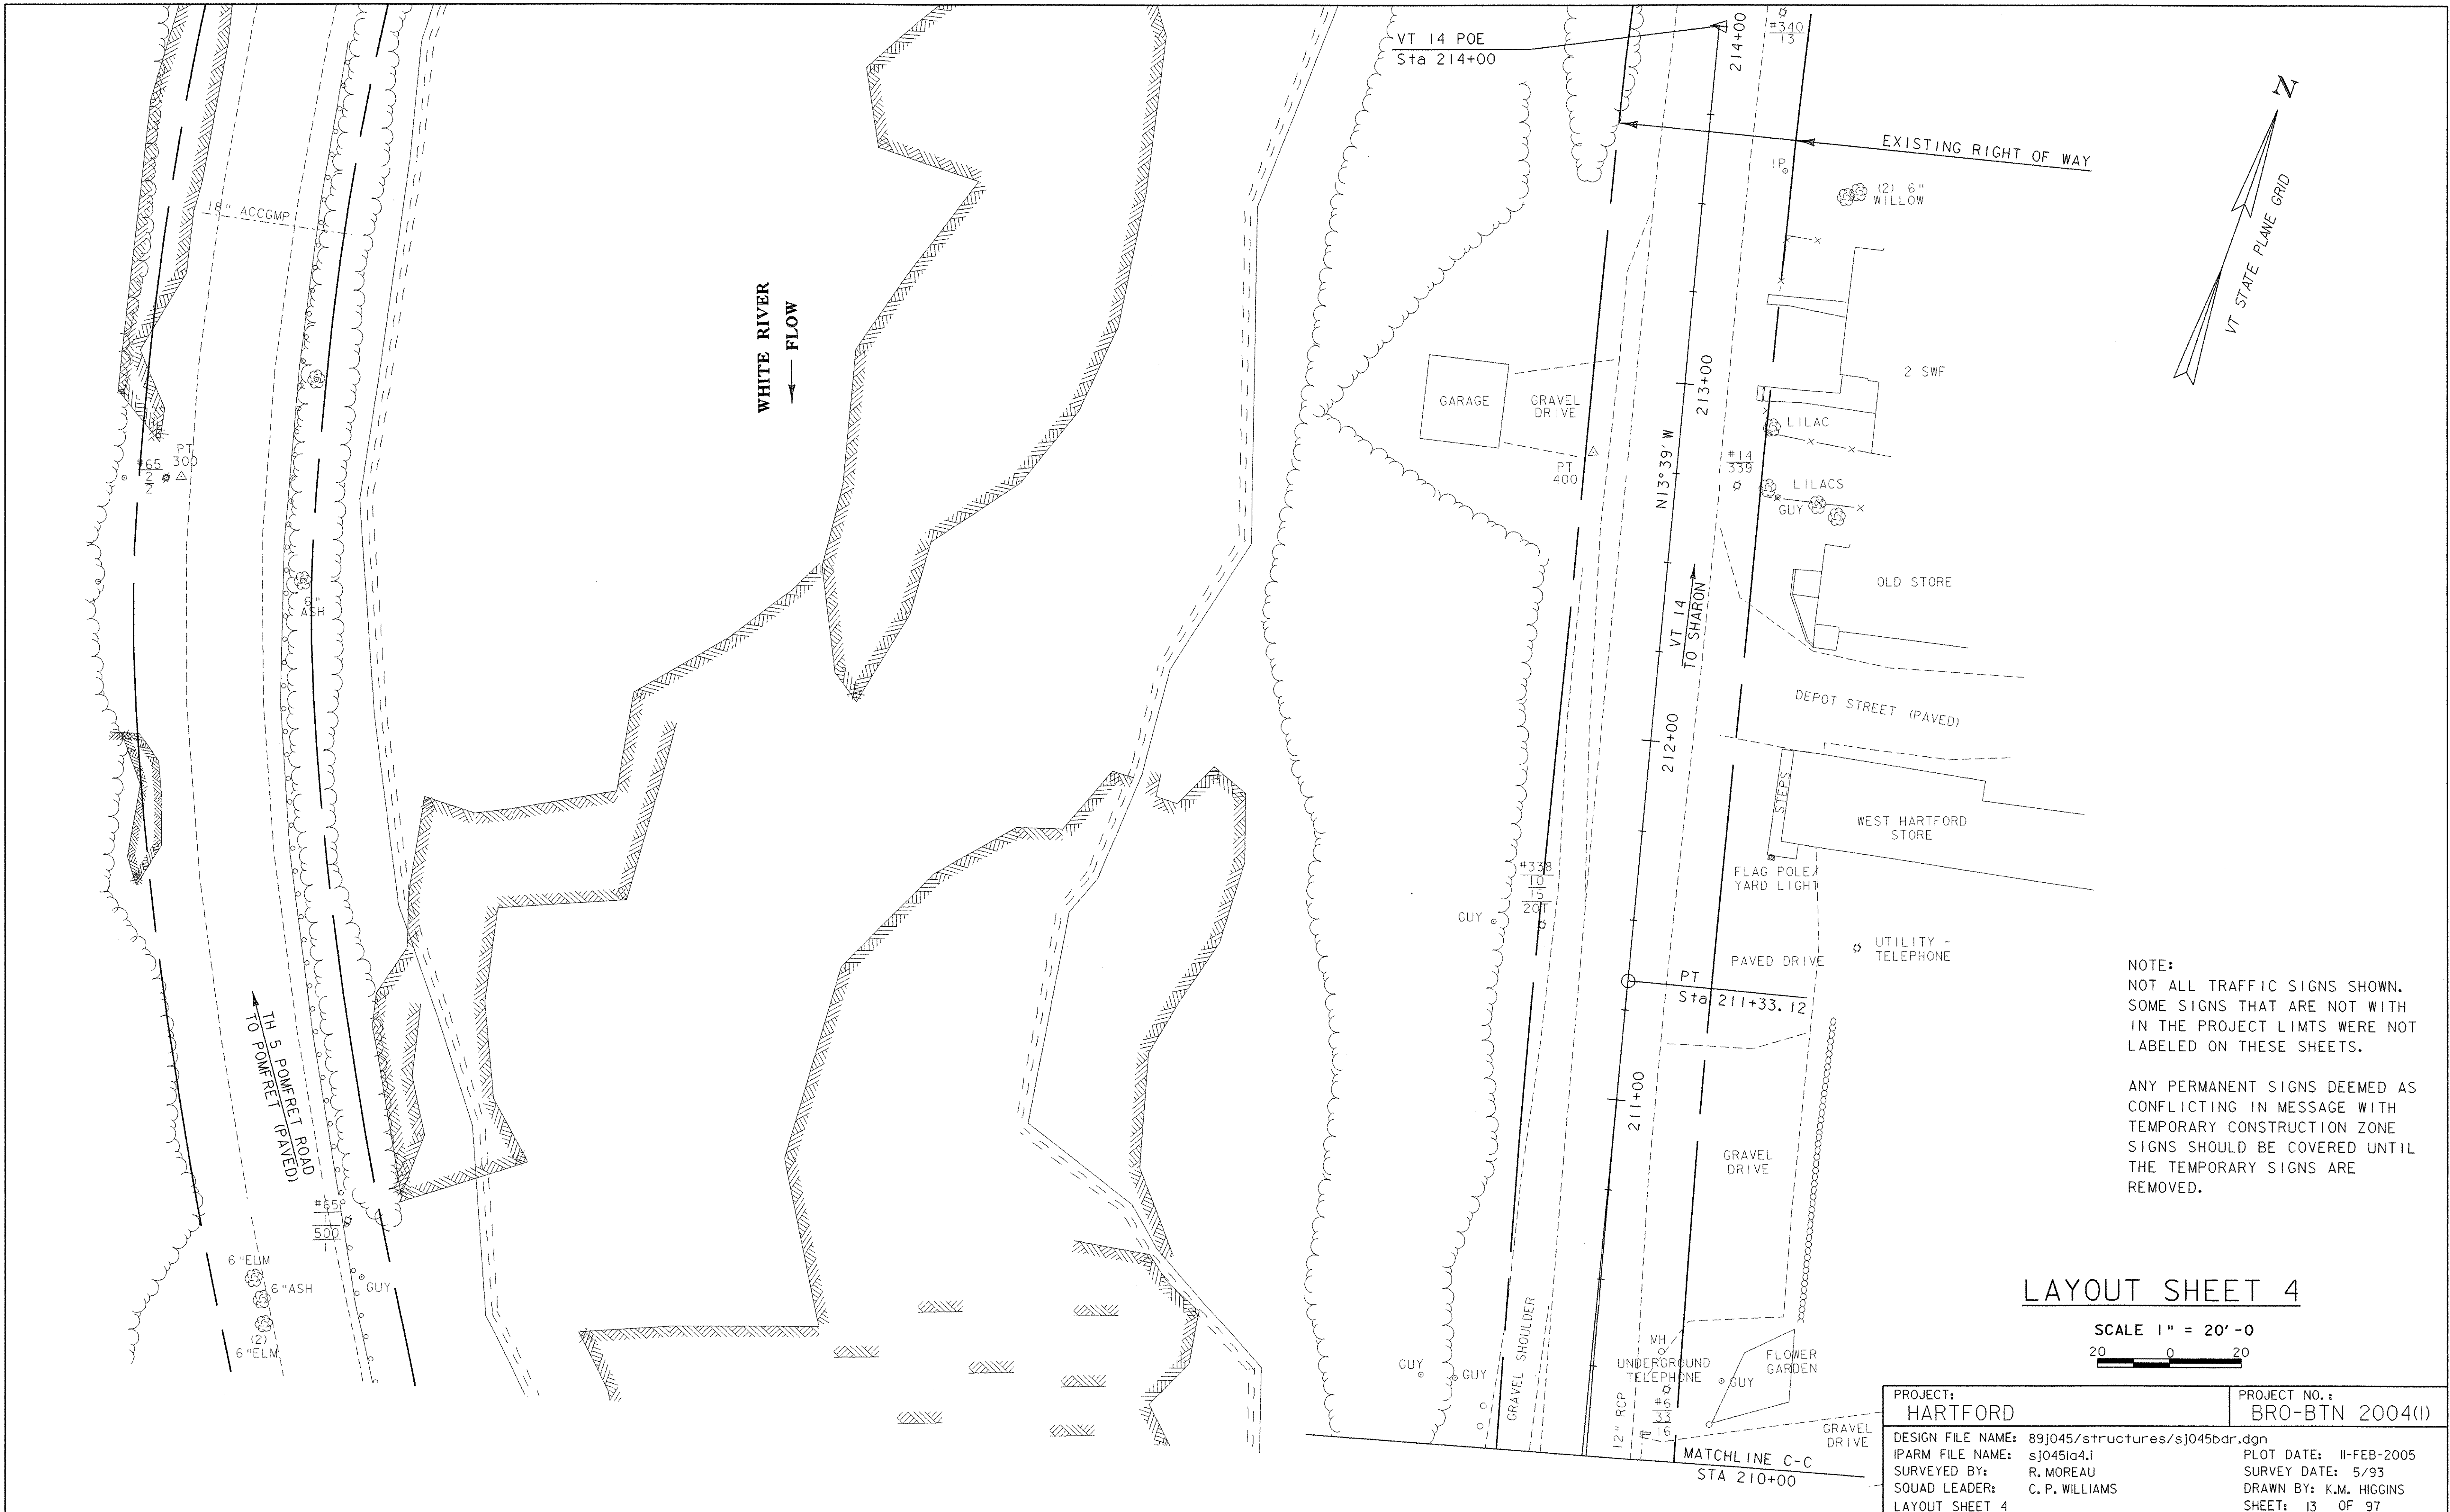 VT 14 POE
Sta 214+00
214+00
#340
13
N
VT STATE PLANE GRID
EXISTING RIGHT OF WAY
IP
(2) 6"
WILLOW
18" ACCGMP
WHITE RIVER
FLOW
2 SWF
GARAGE
GRAVEL
DRIVE
213+00
LILAC
N13°39'W
#14
339
PT
400
LILACS
GUY
PT
300
#65
2
2
6"
ASH
OLD STORE
VT 14
TO SHARON
DEPOT STREET (PAVED)
212+00
STEPS
WEST HARTFORD
STORE
#338
10
15
20T
GUY
FLAG POLE/
YARD LIGHT
UTILITY -
TELEPHONE
PAVED DRIVE
PT
Sta 211+33.12
NOTE:
NOT ALL TRAFFIC SIGNS SHOWN.
SOME SIGNS THAT ARE NOT WITH
IN THE PROJECT LIMTS WERE NOT
LABELED ON THESE SHEETS.
ANY PERMANENT SIGNS DEEMED AS
CONFLICTING IN MESSAGE WITH
TEMPORARY CONSTRUCTION ZONE
SIGNS SHOULD BE COVERED UNTIL
THE TEMPORARY SIGNS ARE
REMOVED.
TH 5 POMFRET ROAD
TO POMFRET (PAVED)
211+00
GRAVEL
DRIVE
#65
500
6"ELM
6"ASH
GUY
(2)
6"ELM
LAYOUT SHEET 4
SCALE 1" = 20'-0
20 0 20
GRAVEL SHOULDER
MH
UNDERGROUND
TELEPHONE
FLOWER
GARDEN
GUY
GUY
GUY
12" RCP
#6
33
16
GRAVEL
DRIVE
MATCHLINE C-C
STA 210+00
PROJECT:
HARTFORD
PROJECT NO.:
BRO-BTN 2004(1)
DESIGN FILE NAME: 89j045/structures/sj045bdr.dgn
IPARM FILE NAME: sj045la4.i
PLOT DATE: 11-FEB-2005
SURVEYED BY: R. MOREAU
SURVEY DATE: 5/93
SQUAD LEADER: C. P. WILLIAMS
DRAWN BY: K.M. HIGGINS
LAYOUT SHEET 4
SHEET: 13 OF 97